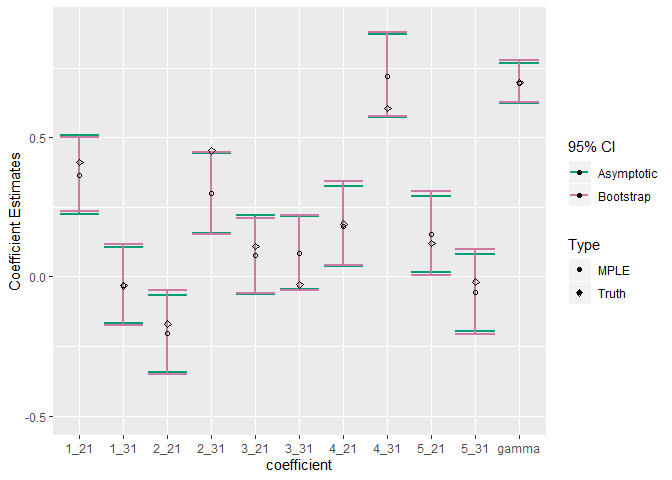 Coefficient Estimates
0.5
0.0
-0.5
1_21 1_31 2_21 2_31 3_21 3_31 4_21 4_31 5_21 5_31 gamma
coefficient
95% CI
Asymptotic
Bootstrap
Type
MPLE
Truth